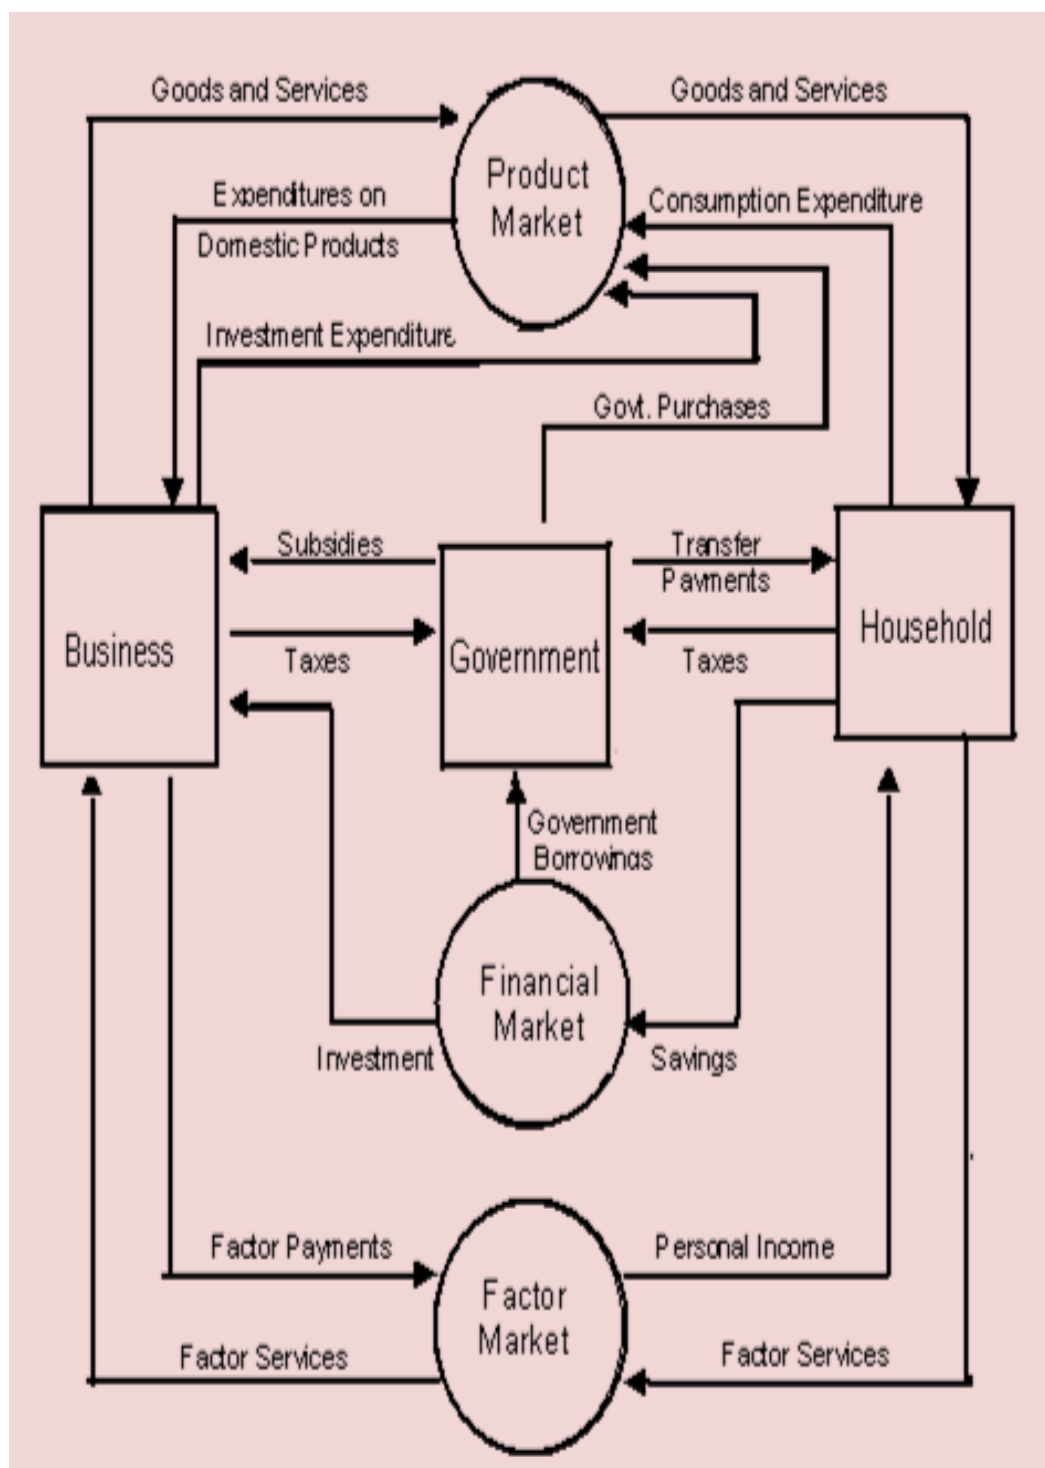 Goods and Services
Goods and Services
Product
Market
Expenditures on
Domestic Products
Consumption Expenditure
Investment Expenditure
Govt. Purchases
Subsidies
Transfer
Payments
Business
Government
Household
Taxes
Taxes
Government
Borrowings
Financial
Market
Investment
Savings
Factor Payments
Personal Income
Factor
Market
Factor Services
Factor Services